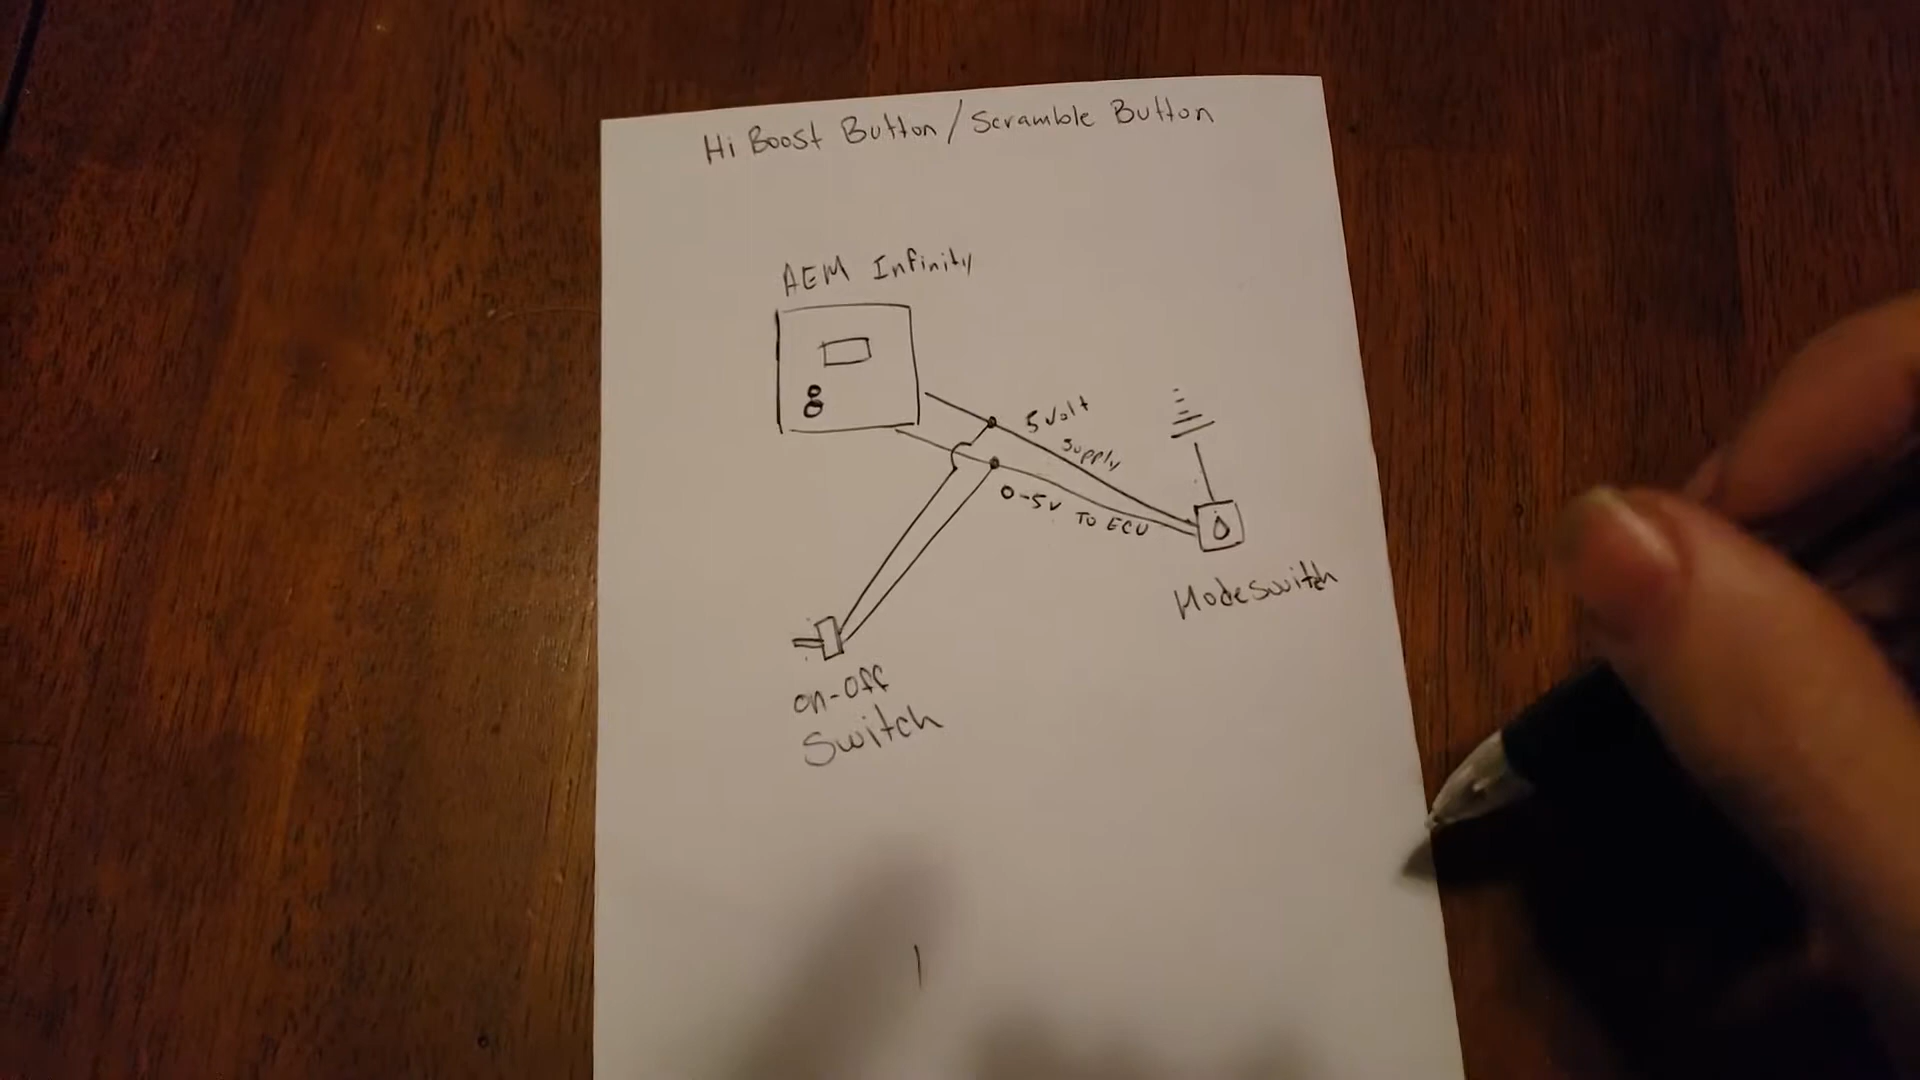 Hi Boost Button/Scramble Button
AEM Infinity
5 Volt
Supply
0-5v TO ECU
Modeswitch
on-off
Switch